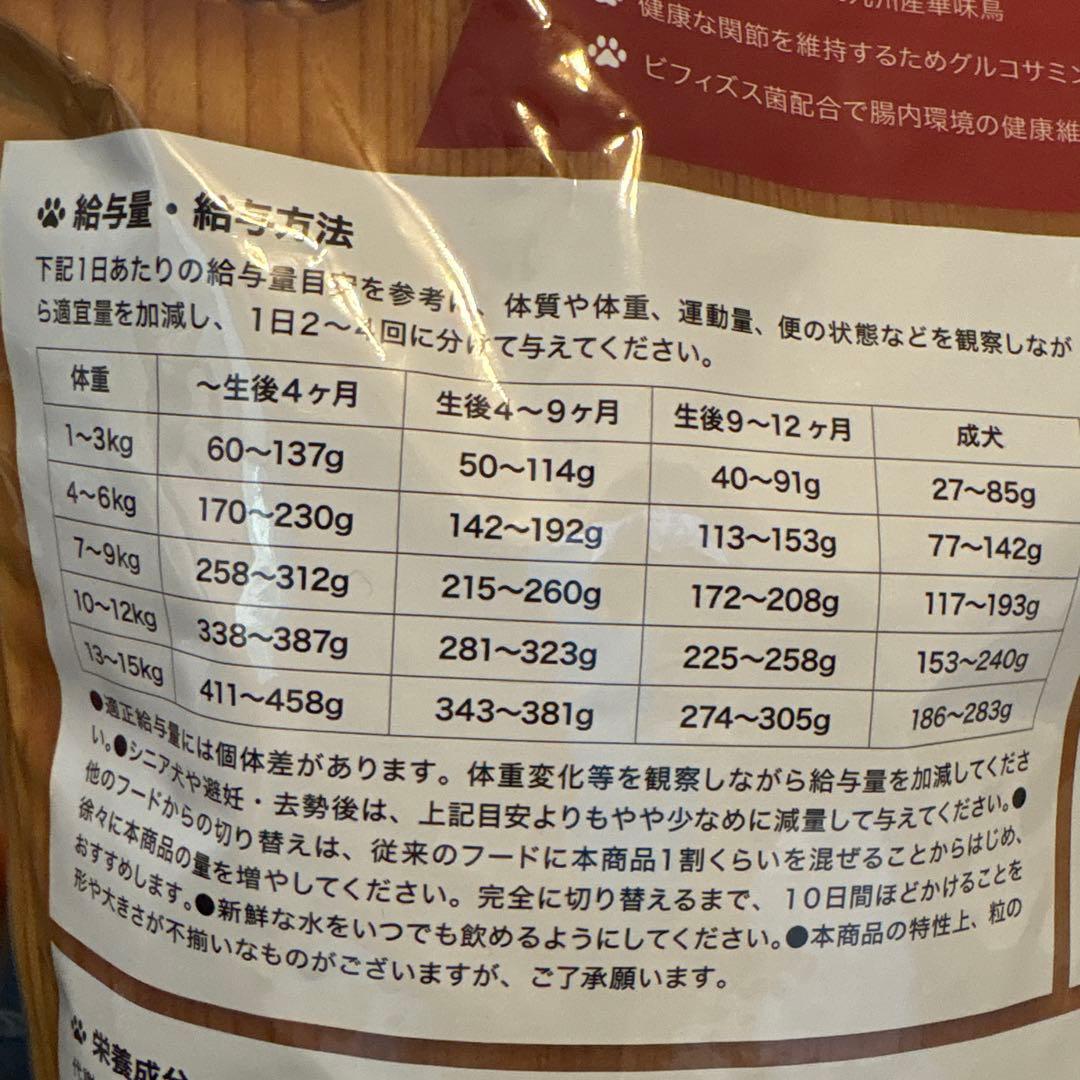 九州産華味鳥
健康な関節を維持するためグルコサミン
ビフィズス菌配合で腸内環境の健康維
給与量・給与方法
下記1日あたりの給与量目安を参考に、体質や体重、運動量、便の状態などを観察しなが
ら適宜量を加減し、1日2〜4回に分けて与えてください。
体重 〜生後4ヶ月 生後4〜9ヶ月 生後9〜12ヶ月 成犬
1〜3kg 60〜137g 50〜114g 40〜91g 27〜85g
4〜6kg 170〜230g 142〜192g 113〜153g 77〜142g
7〜9kg 258〜312g 215〜260g 172〜208g 117〜193g
10〜12kg 338〜387g 281〜323g 225〜258g 153〜240g
13〜15kg 411〜458g 343〜381g 274〜305g 186〜283g
●適正給与量には個体差があります。体重変化等を観察しながら給与量を加減してくださ
い。●シニア犬や避妊・去勢後は、上記目安よりもやや少なめに減量して与えてください。●
他のフードからの切り替えは、従来のフードに本商品1割くらいを混ぜることからはじめ、
徐々に本商品の量を増やしてください。完全に切り替えるまで、10日間ほどかけることを
おすすめします。●新鮮な水をいつでも飲めるようにしてください。●本商品の特性上、粒の
形や大きさが不揃いなものがございますが、ご了承願います。
栄養成分